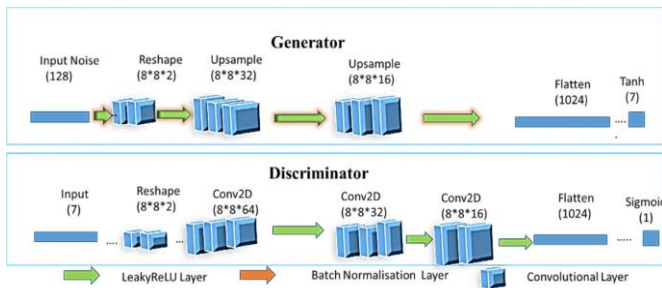 Generator
Input Noise
(128)
Reshape
(8*8*2)
Upsample
(8*8*32)
Upsample
(8*8*16)
Flatten
(1024)
Tanh
(7)
Discriminator
Input
(7)
Reshape
(8*8*2)
Conv2D
(8*8*64)
Conv2D
(8*8*32)
Conv2D
(8*8*16)
Flatten
(1024)
Sigmoid
(1)
LeakyReLU Layer
Batch Normalisation Layer
Convolutional Layer